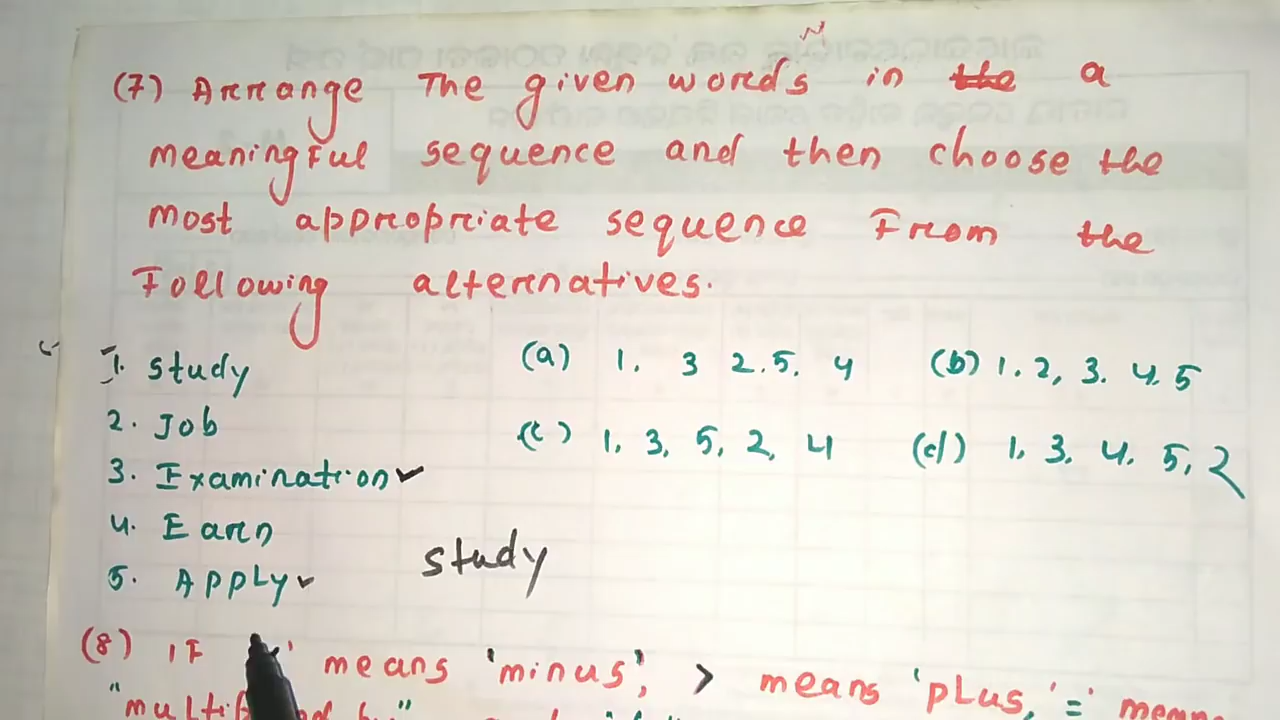 (7) Arrange The given words in the a
meaningful sequence and then choose the
most appropriate sequence From the
Following alternatives.
1. study (a) 1. 3 2.5. 4 (b) 1.2, 3. 4.5
2. Job (c) 1, 3, 5, 2, 4 (d) 1, 3. 4. 5, 2
3. Examination ✓
4. Earn
5. Apply ✓ study
(8) IF means 'minus', > means 'plus,' '='